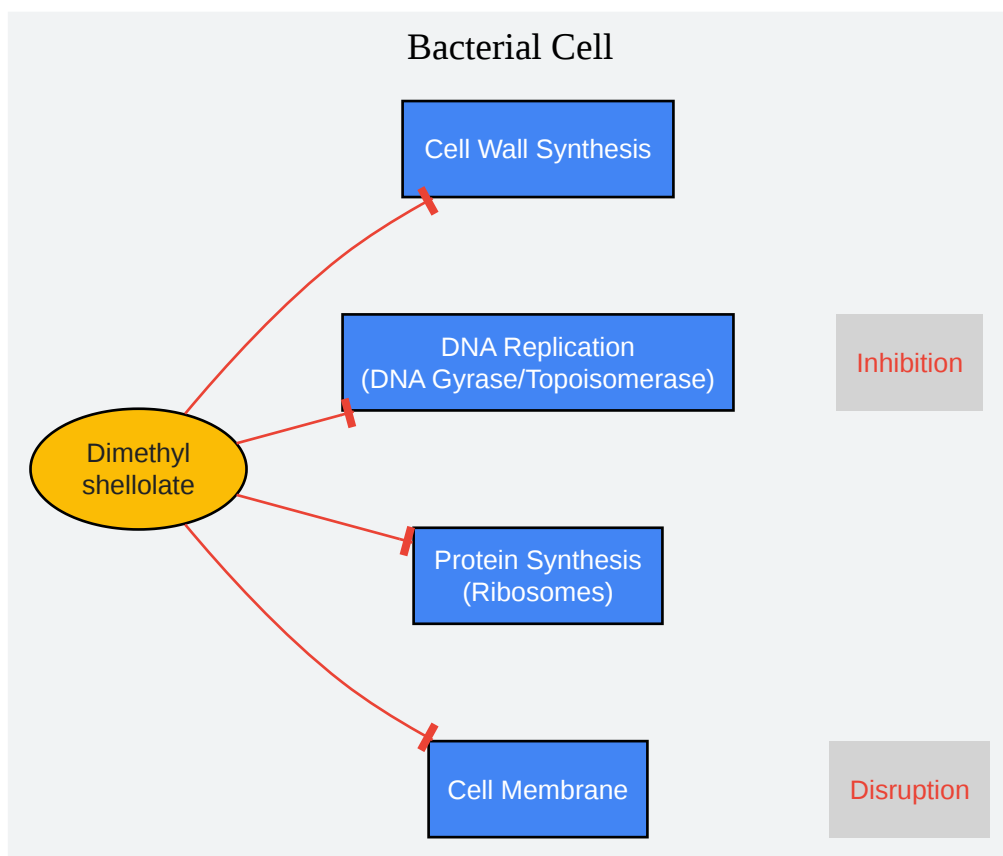 Bacterial Cell
Cell Wall Synthesis
DNA Replication
(DNA Gyrase/Topoisomerase)
Inhibition
Dimethyl
shellolate
Protein Synthesis
(Ribosomes)
Cell Membrane
Disruption